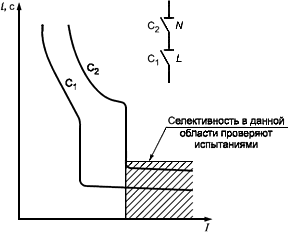 t, с
C₂
N
C₁
L
C₁
C₂
Селективность в данной
области проверяют
испытаниями
I